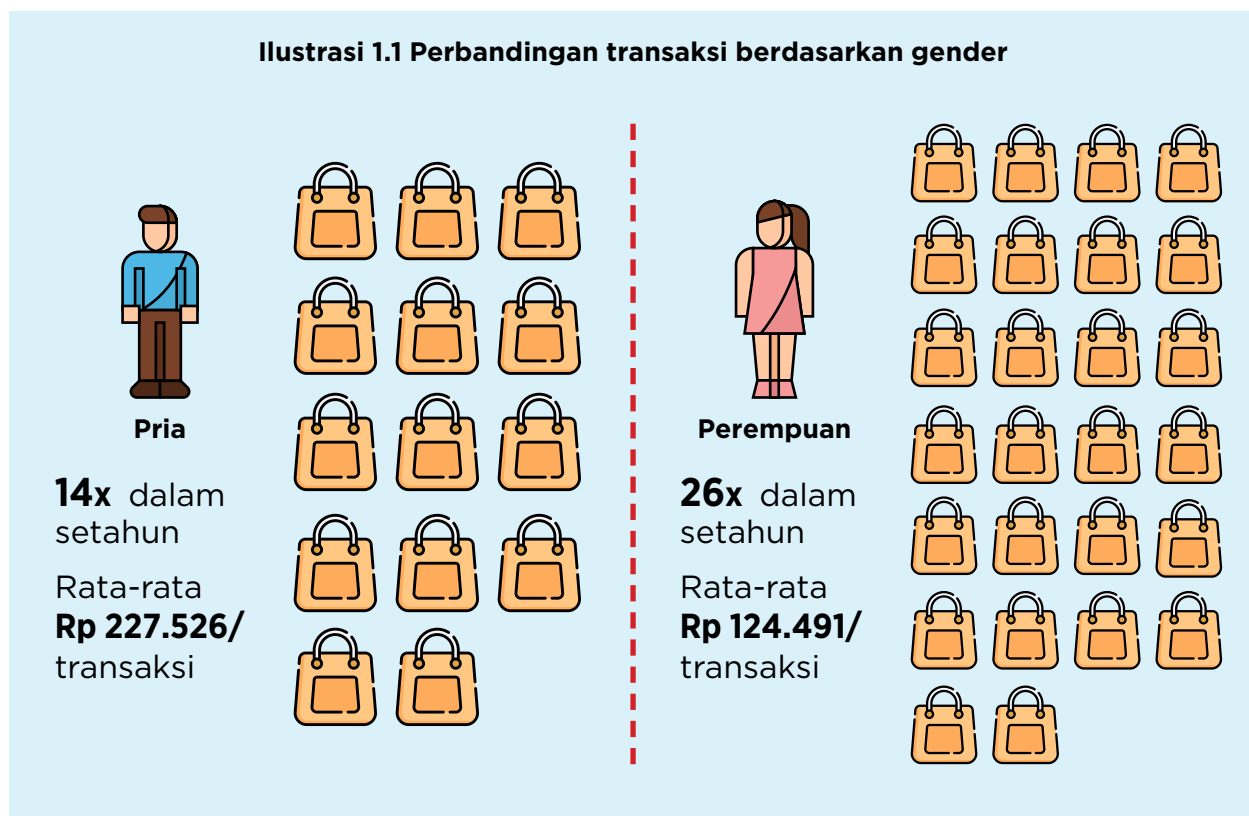 Ilustrasi 1.1 Perbandingan transaksi berdasarkan gender
Pria
14x dalam
setahun
Rata-rata
Rp 227.526/
transaksi
Perempuan
26x dalam
setahun
Rata-rata
Rp 124.491/
transaksi